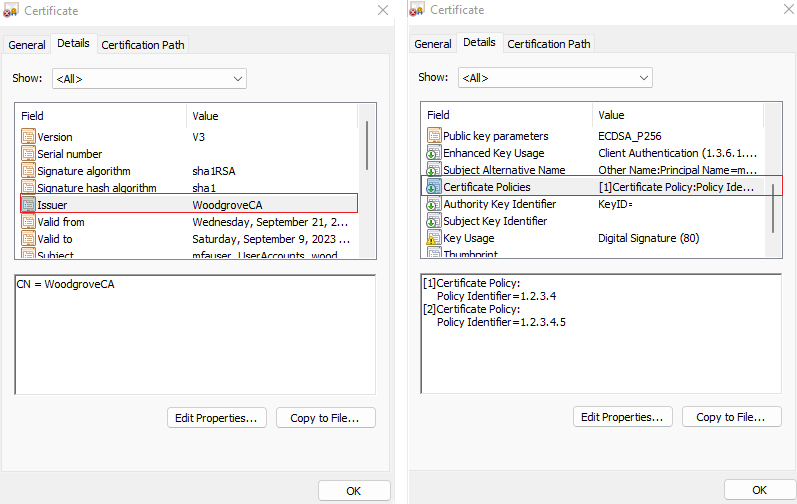 Certificate
General Details Certification Path
Show: <All>
Field Value
Version V3
Serial number
Signature algorithm sha1RSA
Signature hash algorithm sha1
Issuer WoodgroveCA
Valid from Wednesday, September 21, 2...
Valid to Saturday, September 9, 2023 ...
Subject mfauser, UserAccounts, wood
CN = WoodgroveCA
Edit Properties... Copy to File...
OK
Certificate
General Details Certification Path
Show: <All>
Field Value
Public key parameters ECDSA_P256
Enhanced Key Usage Client Authentication (1.3.6.1....
Subject Alternative Name Other Name:Principal Name=m...
Certificate Policies [1]Certificate Policy:Policy Ide...
Authority Key Identifier KeyID=
Subject Key Identifier
Key Usage Digital Signature (80)
Thumbprint
[1]Certificate Policy:
Policy Identifier=1.2.3.4
[2]Certificate Policy:
Policy Identifier=1.2.3.4.5
Edit Properties... Copy to File...
OK